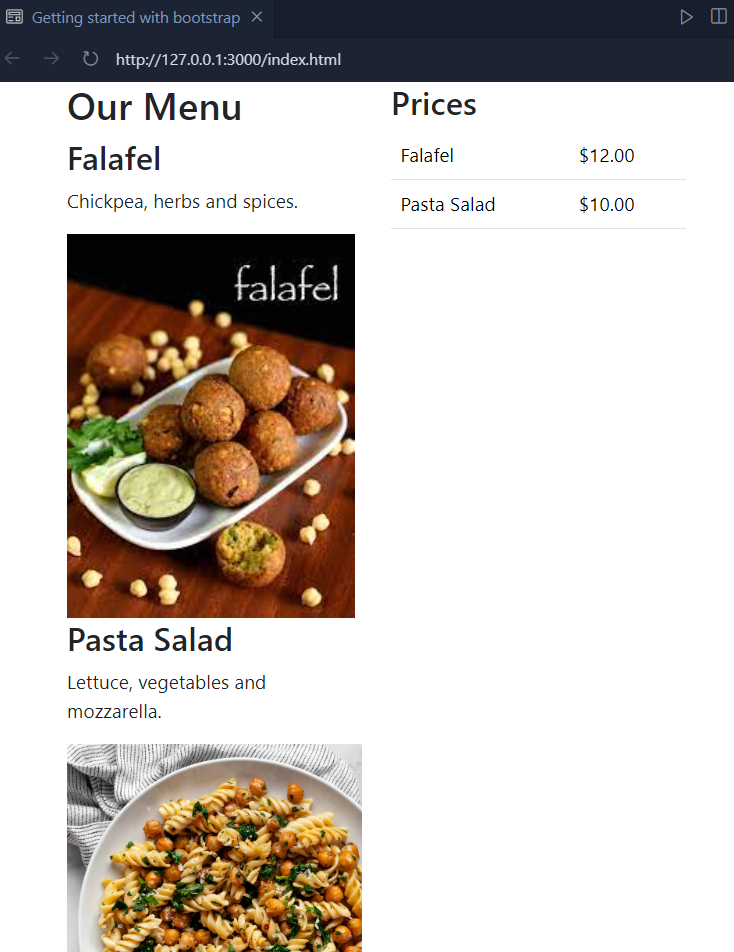 Getting started with bootstrap
http://127.0.0.1:3000/index.html
Our Menu
Falafel
Chickpea, herbs and spices.
falafel
Pasta Salad
Lettuce, vegetables and
mozzarella.
Prices
Falafel $12.00
Pasta Salad $10.00